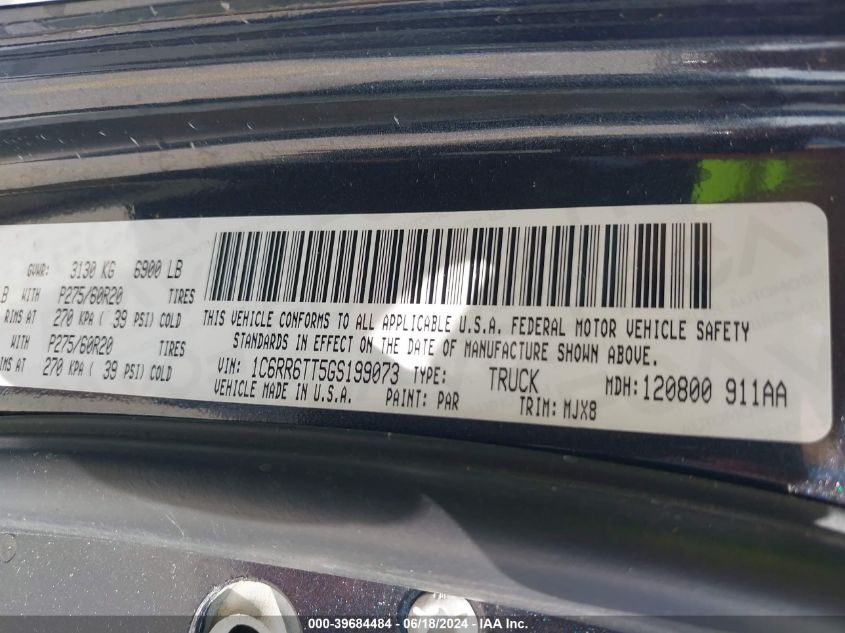 GVWR: 3130 KG 6900 LB
LB WITH P275/60R20 TIRES
RIMS AT 270 KPA ( 39 PSI) COLD
WITH P275/60R20 TIRES
RIMS AT 270 KPA ( 39 PSI) COLD
THIS VEHICLE CONFORMS TO ALL APPLICABLE U.S.A. FEDERAL MOTOR VEHICLE SAFETY
STANDARDS IN EFFECT ON THE DATE OF MANUFACTURE SHOWN ABOVE.
VIN: 1C6RR6TT5GS199073 TYPE: TRUCK MDH: 120800 911AA
VEHICLE MADE IN U.S.A. PAINT: PAR TRIM: MJX8
000-39684484 - 06/18/2024 - IAA Inc.